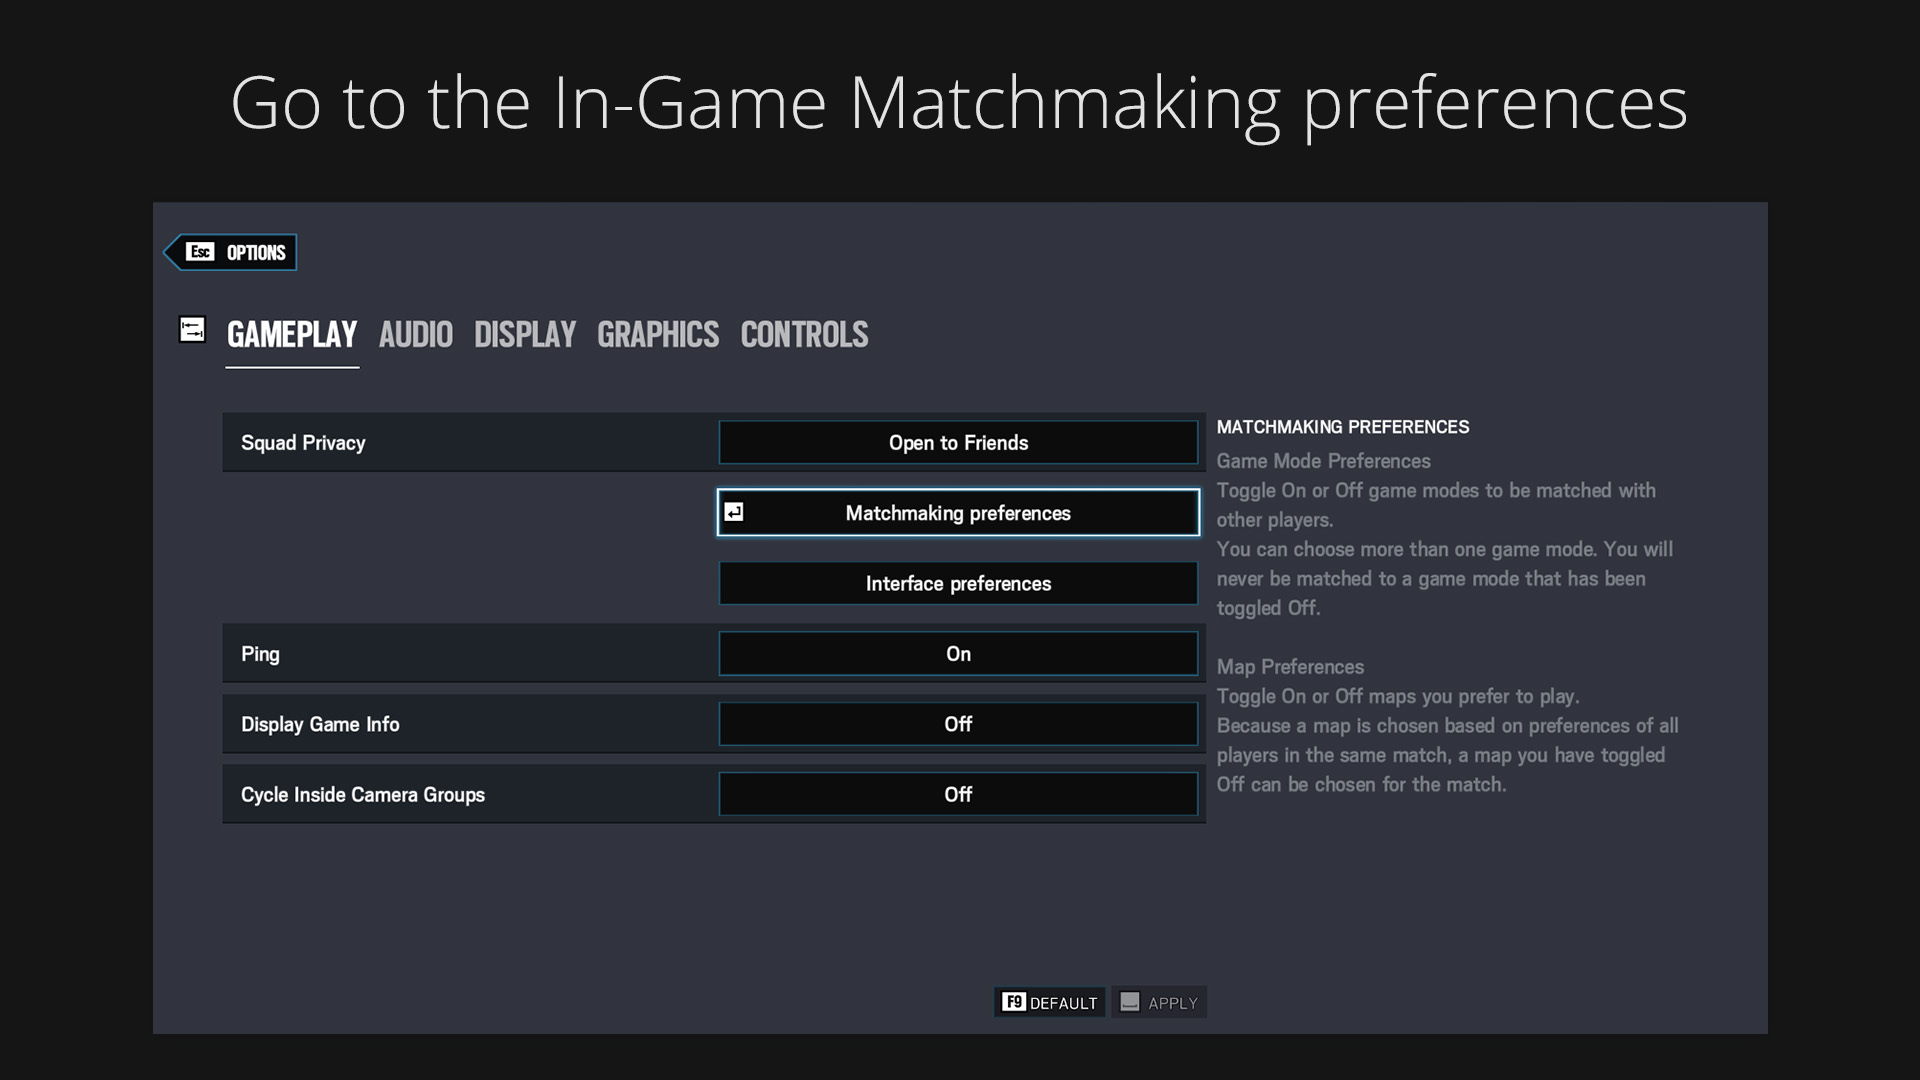 Go to the In-Game Matchmaking preferences
Esc OPTIONS
GAMEPLAY AUDIO DISPLAY GRAPHICS CONTROLS
Squad Privacy Open to Friends
Matchmaking preferences
Interface preferences
Ping On
Display Game Info Off
Cycle Inside Camera Groups Off
MATCHMAKING PREFERENCES
Game Mode Preferences
Toggle On or Off game modes to be matched with
other players.
You can choose more than one game mode. You will
never be matched to a game mode that has been
toggled Off.
Map Preferences
Toggle On or Off maps you prefer to play.
Because a map is chosen based on preferences of all
players in the same match, a map you have toggled
Off can be chosen for the match.
F9 DEFAULT APPLY